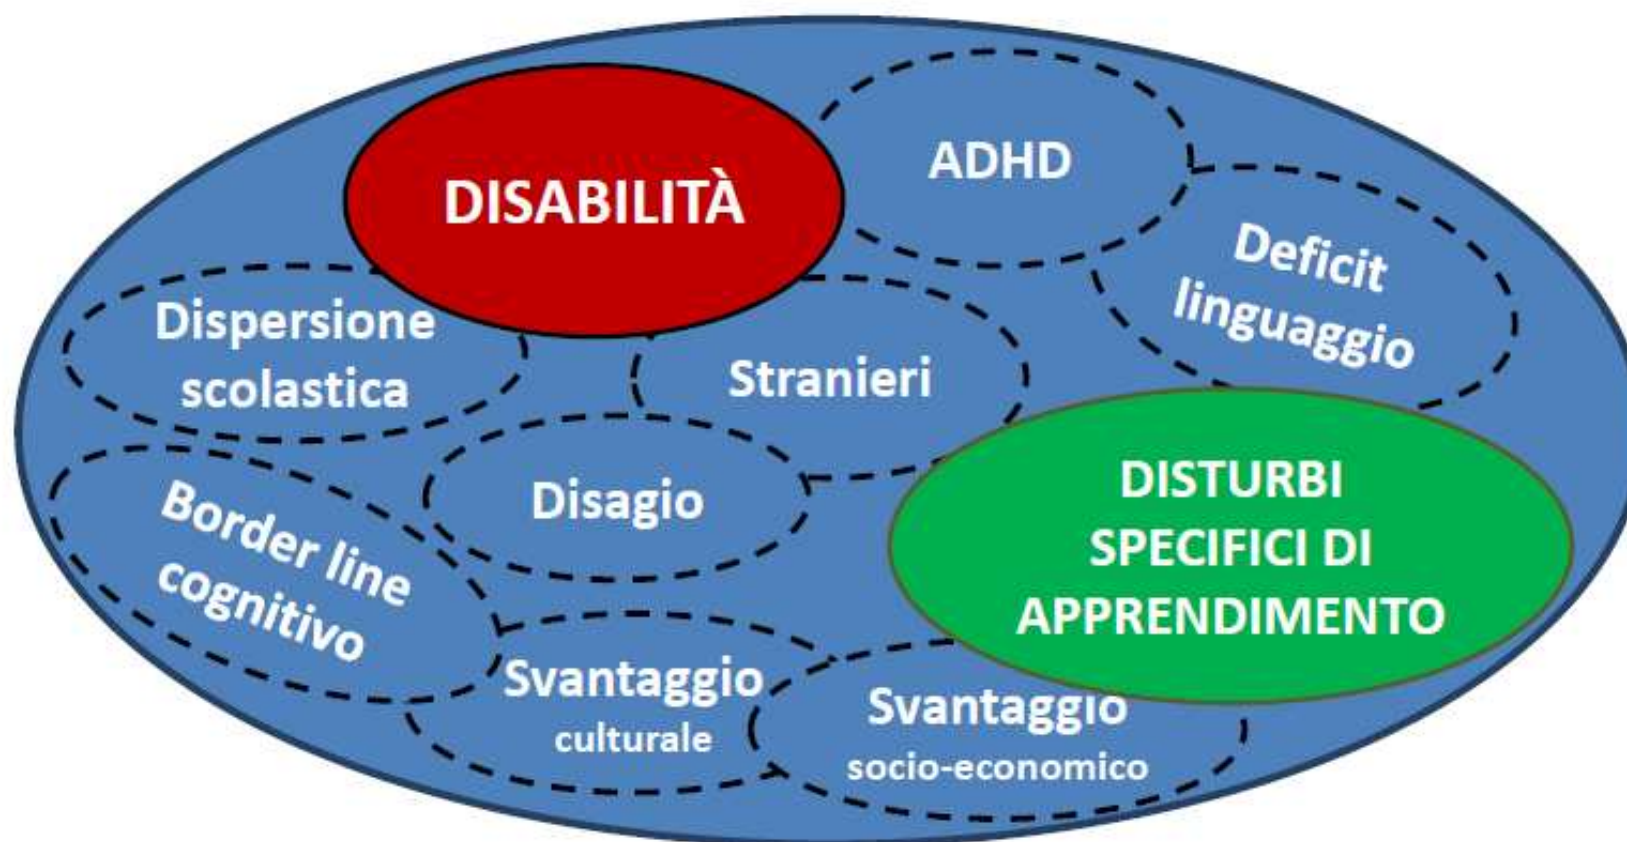 DISABILITÀ
ADHD
Deficit
linguaggio
Dispersione
scolastica
Stranieri
Disagio
DISTURBI
SPECIFICI DI
APPRENDIMENTO
Border line
cognitivo
Svantaggio
culturale
Svantaggio
socio-economico